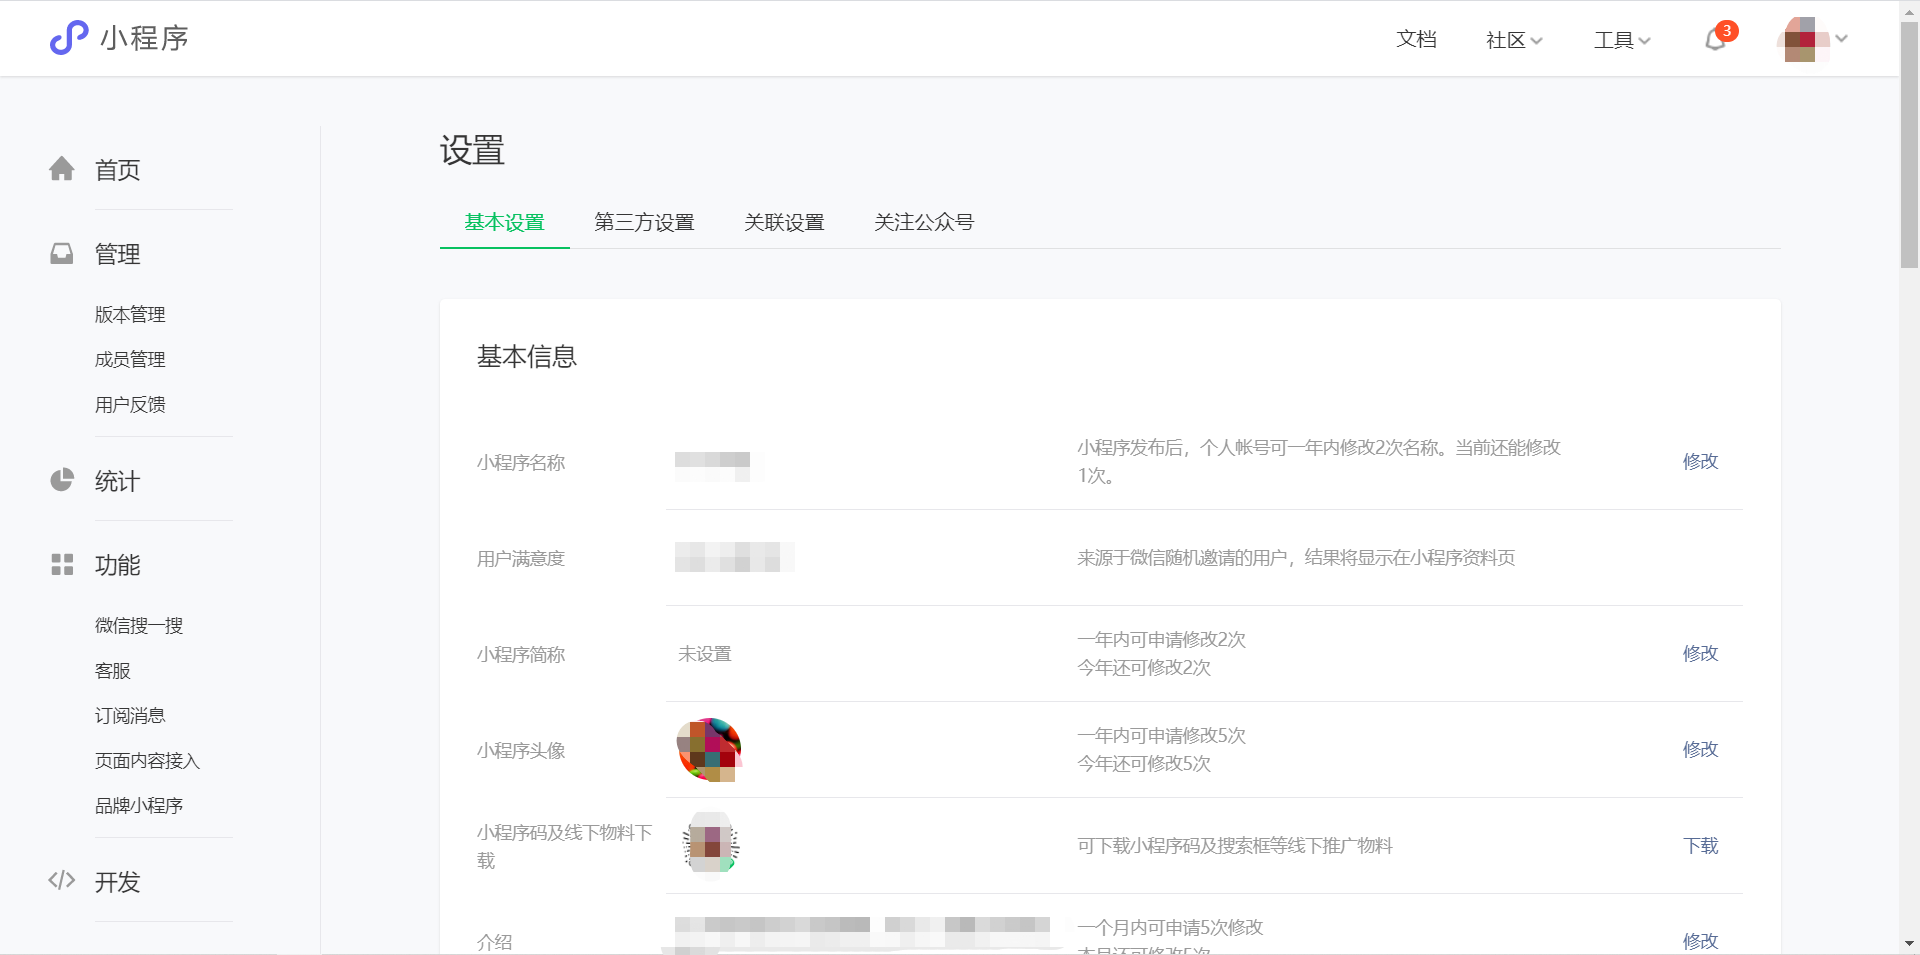 小程序
文档
社区
工具
3
首页
管理
版本管理
成员管理
用户反馈
统计
功能
微信搜一搜
客服
订阅消息
页面内容接入
品牌小程序
开发
设置
基本设置
第三方设置
关联设置
关注公众号
基本信息
小程序名称
小程序发布后，个人帐号可一年内修改2次名称。当前还能修改
1次。
修改
用户满意度
来源于微信随机邀请的用户，结果将显示在小程序资料页
小程序简称
未设置
一年内可申请修改2次
今年还可修改2次
修改
小程序头像
一年内可申请修改5次
今年还可修改5次
修改
小程序码及线下物料下
载
可下载小程序码及搜索框等线下推广物料
下载
介绍
一个月内可申请5次修改
本月还可修改5次
修改